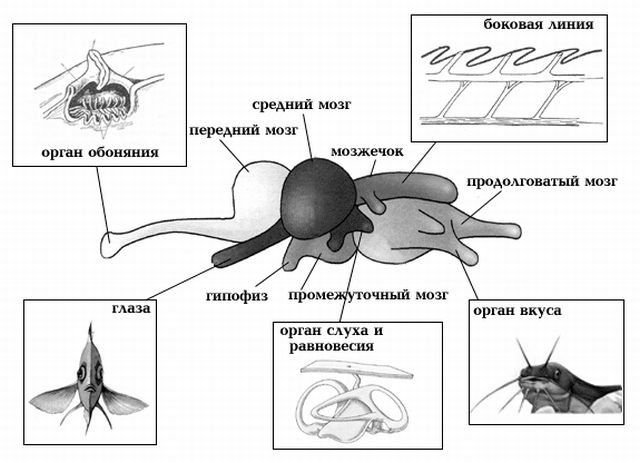 боковая линия
средний мозг
передний мозг
мозжечок
орган обоняния
продолговатый мозг
глаза
гипофиз
промежуточный мозг
орган вкуса
орган слуха и
равновесия